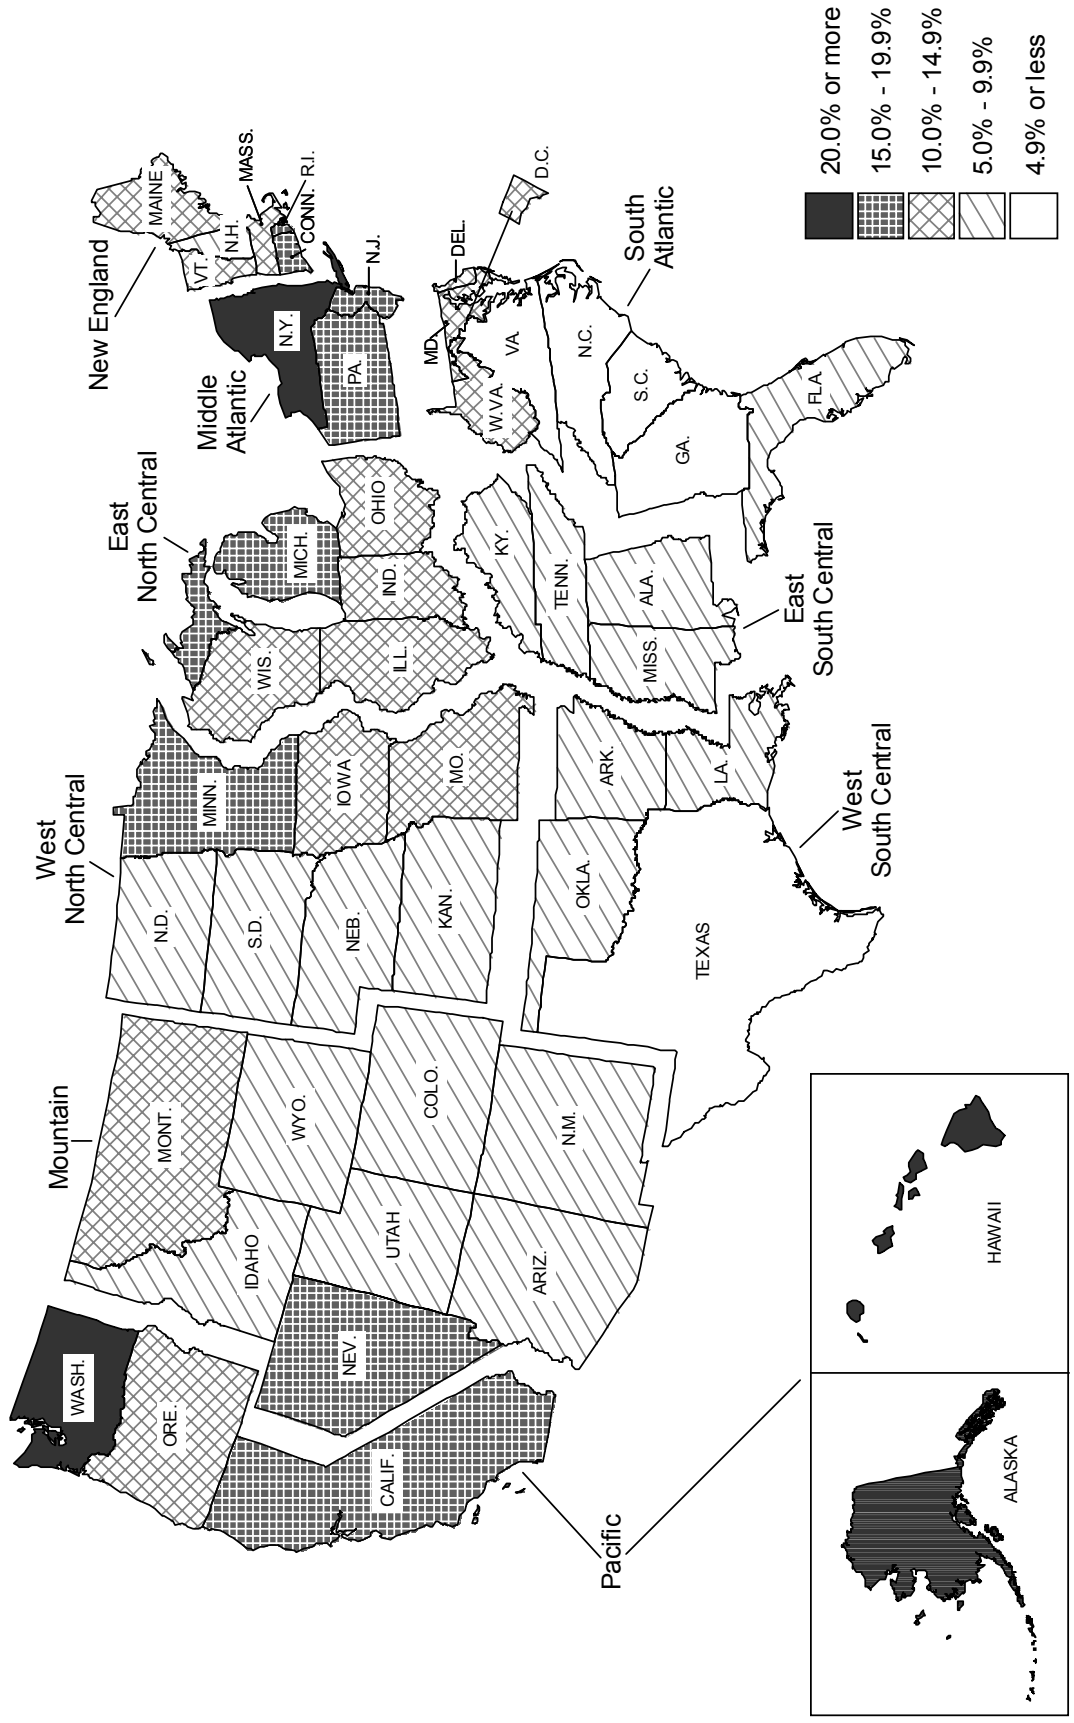 Pacific
WASH.
ORE.
CALIF.
NEV.
IDAHO
Mountain
MONT.
WYO.
UTAH
COLO.
ARIZ.
N.M.
West
North Central
N.D.
S.D.
NEB.
KAN.
MINN.
IOWA
MO.
West
South Central
OKLA.
TEXAS
ARK.
LA.
East
North Central
WIS.
MICH.
ILL.
IND.
OHIO
East
South Central
KY.
TENN.
MISS.
ALA.
Middle
Atlantic
N.Y.
PA.
N.J.
New England
MAINE
VT.
N.H.
MASS.
R.I.
CONN.
South
Atlantic
DEL.
MD.
D.C.
W.VA.
VA.
N.C.
S.C.
GA.
FLA.
ALASKA
HAWAII
20.0% or more
15.0% - 19.9%
10.0% - 14.9%
5.0% - 9.9%
4.9% or less